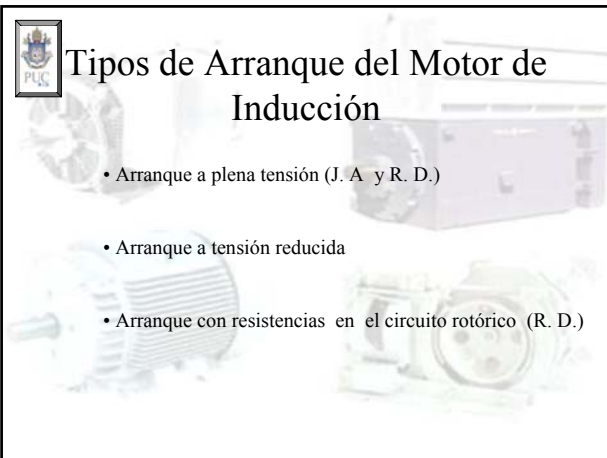 PUC
Tipos de Arranque del Motor de
Inducción
• Arranque a plena tensión (J. A y R. D.)
• Arranque a tensión reducida
• Arranque con resistencias en el circuito rotórico (R. D.)